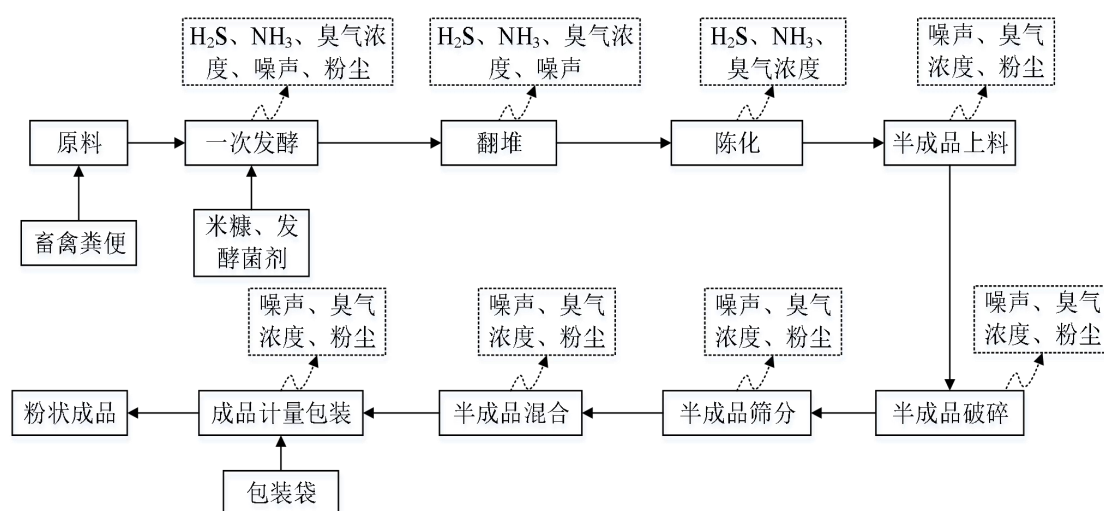 H₂S、NH₃、臭气浓
度、噪声、粉尘
H₂S、NH₃、臭气浓
度、噪声
H₂S、NH₃、
臭气浓度
噪声、臭气
浓度、粉尘
原料
一次发酵
翻堆
陈化
半成品上料
畜禽粪便
米糠、发
酵菌剂
噪声、臭气
浓度、粉尘
噪声、臭气
浓度、粉尘
噪声、臭气
浓度、粉尘
噪声、臭气
浓度、粉尘
粉状成品
成品计量包装
半成品混合
半成品筛分
半成品破碎
包装袋